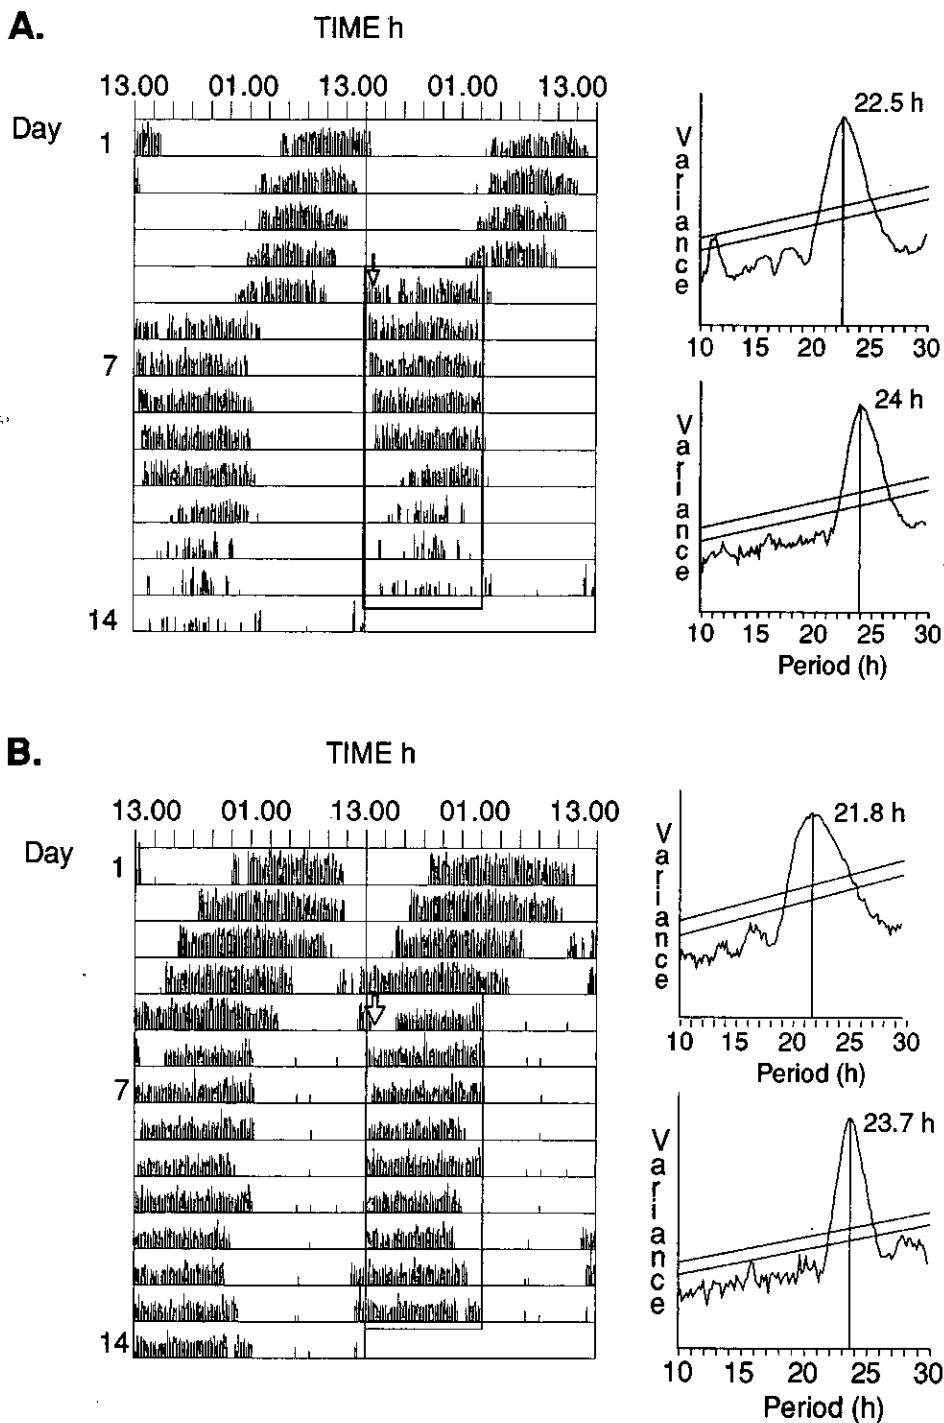 A.
TIME h
13.00 01.00 13.00 01.00 13.00
Day
1
7
14
Variance
22.5 h
10 15 20 25 30
Variance
24 h
10 15 20 25 30
Period (h)
B.
TIME h
13.00 01.00 13.00 01.00 13.00
Day
1
7
14
Variance
21.8 h
10 15 20 25 30
Period (h)
Variance
23.7 h
10 15 20 25 30
Period (h)